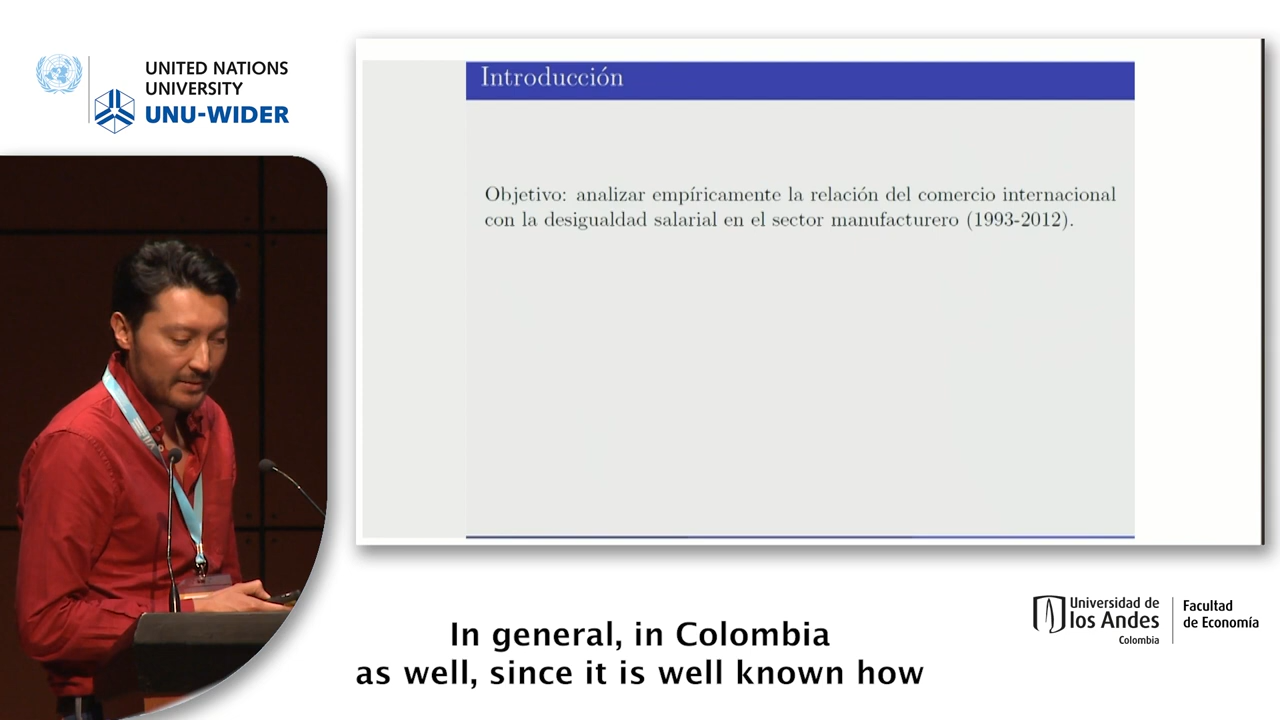 UNITED NATIONS
UNIVERSITY
UNU-WIDER
Introducción
Objetivo: analizar empíricamente la relación del comercio internacional
con la desigualdad salarial en el sector manufacturero (1993-2012).
Universidad de
los Andes
Colombia
Facultad
de Economía
In general, in Colombia
as well, since it is well known how